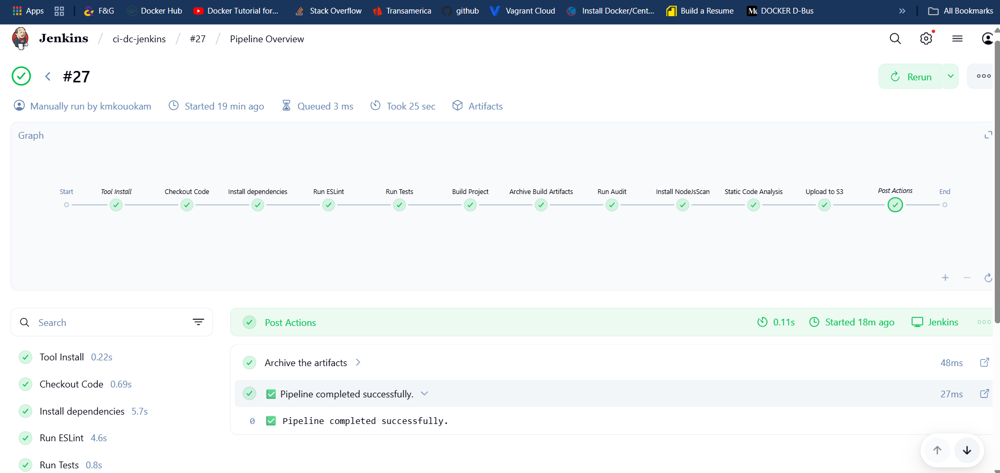 Apps F&G Docker Hub Docker Tutorial for... Stack Overflow Transamerica github Vagrant Cloud Install Docker/Cent... Build a Resume DOCKER D-Bus » All Bookmarks
Jenkins / ci-dc-jenkins / #27 / Pipeline Overview
#27
Rerun
Manually run by kmkouokam Started 19 min ago Queued 3 ms Took 25 sec Artifacts
Graph
Start Tool Install Checkout Code Install dependencies Run ESLint Run Tests Build Project Archive Build Artifacts Run Audit Install NodeJsScan Static Code Analysis Upload to S3 Post Actions End
Search
Post Actions 0.11s Started 18m ago Jenkins
Tool Install 0.22s
Archive the artifacts 48ms
Checkout Code 0.69s
✅ Pipeline completed successfully. 27ms
Install dependencies 5.7s
0 ✅ Pipeline completed successfully.
Run ESLint 4.6s
Run Tests 0.8s